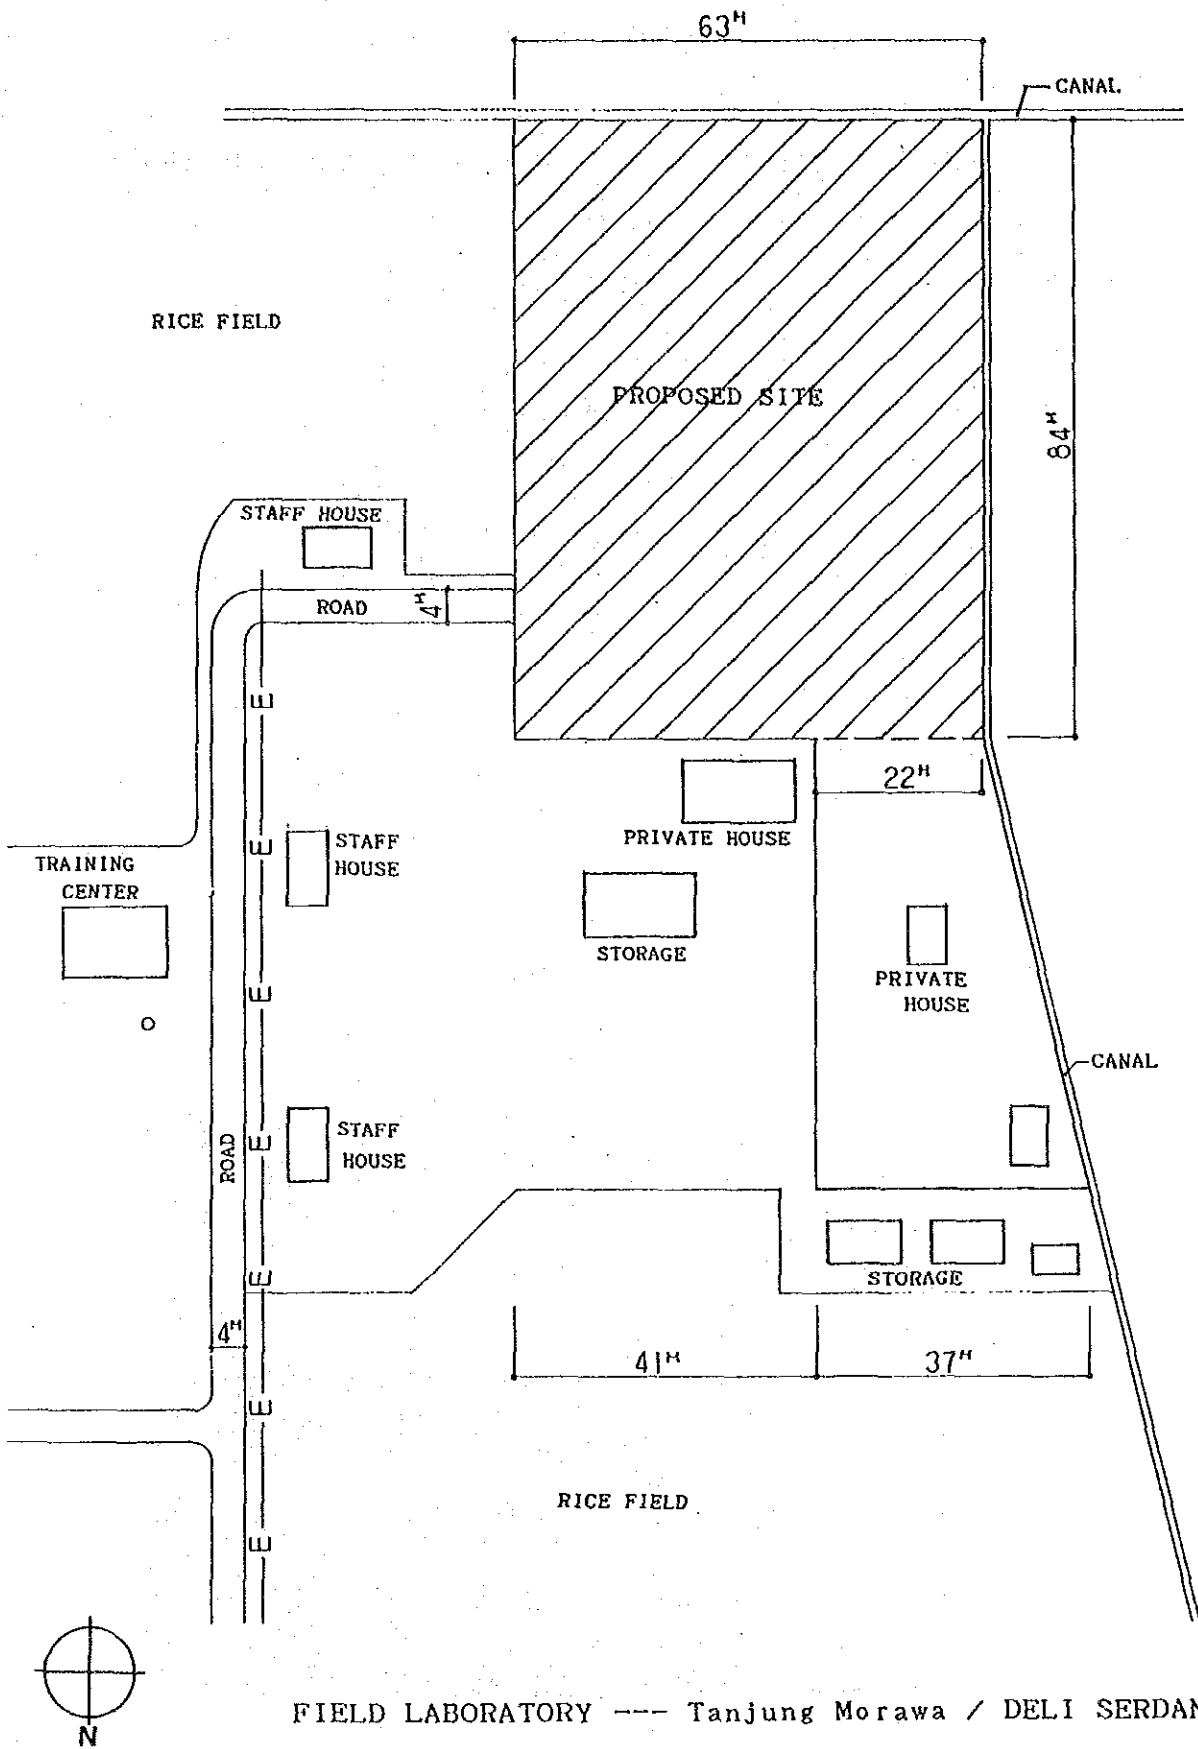 63ᴹ
CANAL
RICE FIELD
PROPOSED SITE
84ᴹ
STAFF HOUSE
ROAD
4ᴹ
E
22ᴹ
PRIVATE HOUSE
E
STAFF
HOUSE
TRAINING
CENTER
STORAGE
E
PRIVATE
HOUSE
CANAL
ROAD
E
STAFF
HOUSE
E
STORAGE
4ᴹ
41ᴹ
37ᴹ
E
RICE FIELD
E
N
FIELD LABORATORY --- Tanjung Morawa / DELI SERDAN